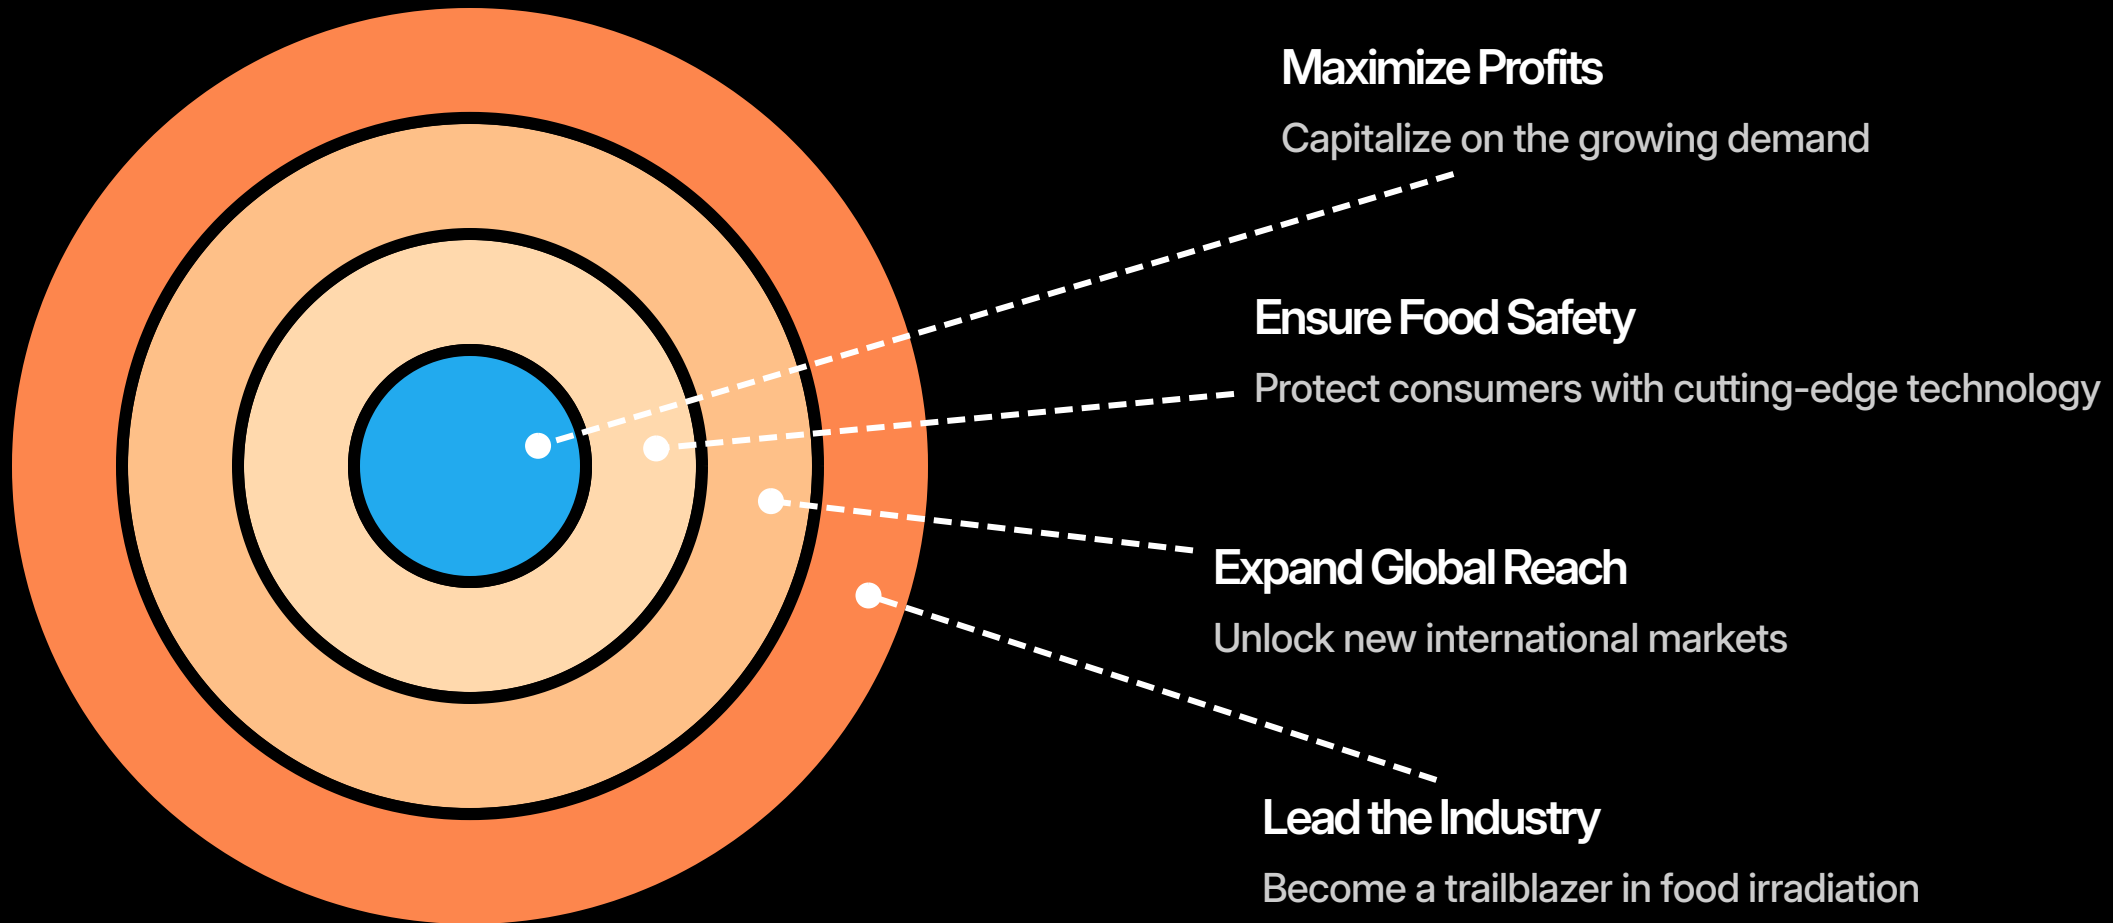 Maximize Profits
Capitalize on the growing demand
Ensure Food Safety
Protect consumers with cutting-edge technology
Expand Global Reach
Unlock new international markets
Lead the Industry
Become a trailblazer in food irradiation